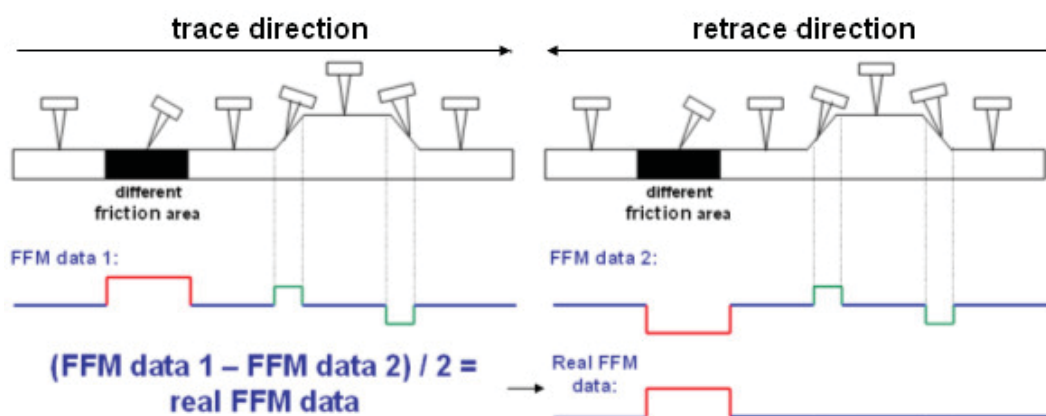 trace direction
retrace direction
different
friction area
different
friction area
FFM data 1:
FFM data 2:
(FFM data 1 – FFM data 2) / 2 =
real FFM data
Real FFM
data: